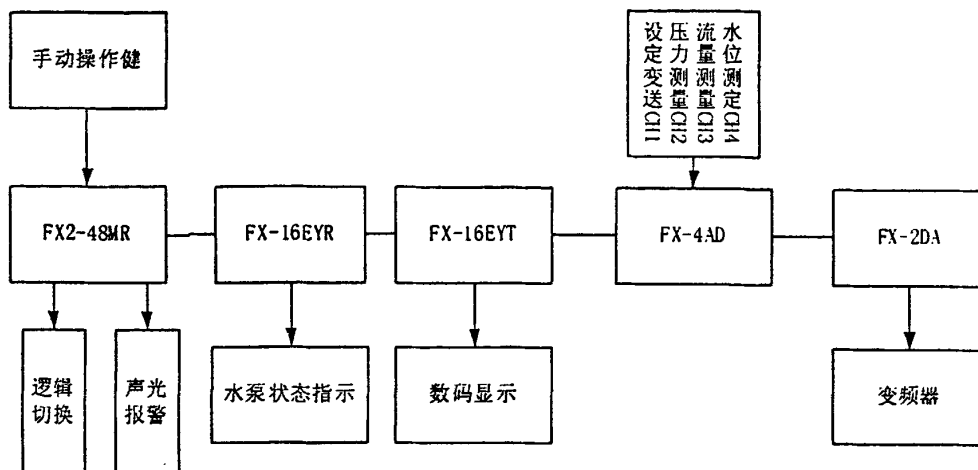 手动操作健
设定变送CH1
压力测量CH2
流量测量CH3
水位测定CH4
FX2-48MR
FX-16EYR
FX-16EYT
FX-4AD
FX-2DA
逻辑
切换
声光
报警
水泵状态指示
数码显示
变频器